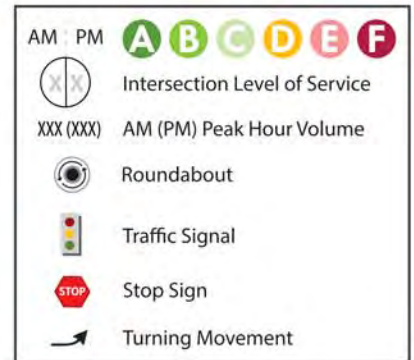 AM PM A B C D E F
X X Intersection Level of Service
XXX (XXX) AM (PM) Peak Hour Volume
Roundabout
Traffic Signal
STOP Stop Sign
Turning Movement